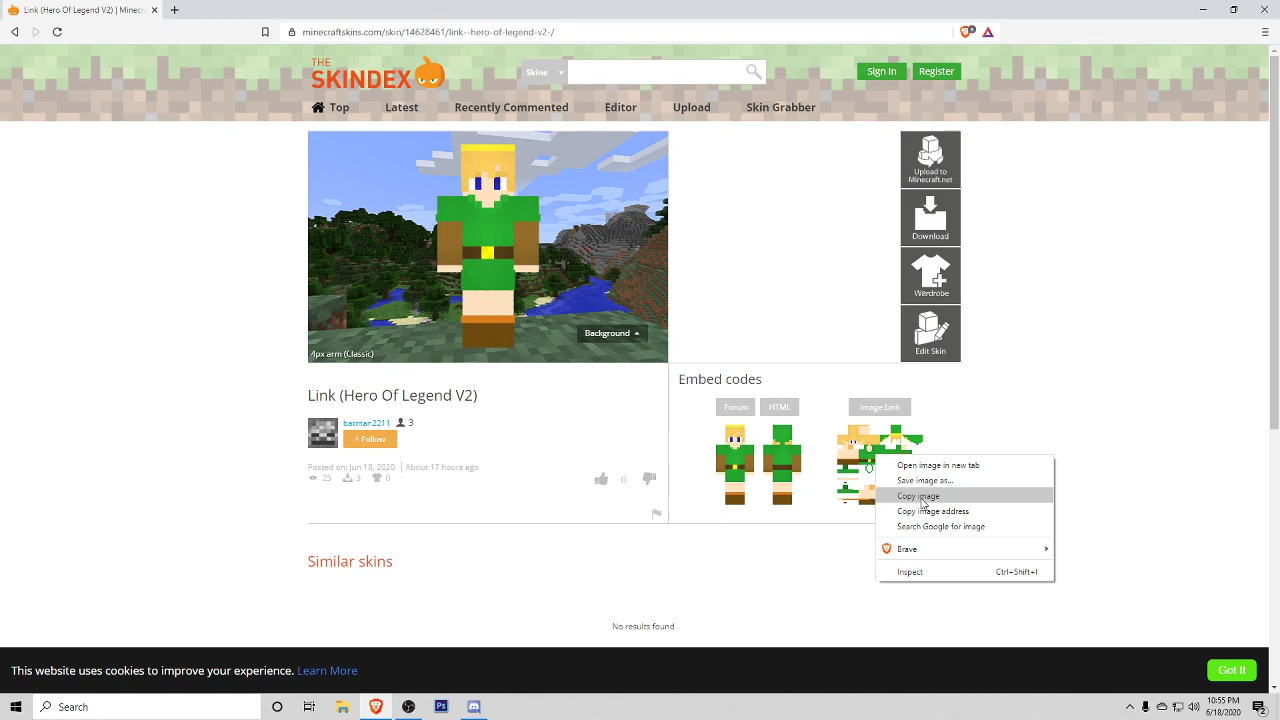 Link (Hero Of Legend V2) | Minecr
minecraftskins.com/skin/14628461/link--hero-of-legend-v2-/
THE
SKINDEX
Skins
Sign In
Register
Top
Latest
Recently Commented
Editor
Upload
Skin Grabber
Upload to
Minecraft.net
Download
Wardrobe
Edit Skin
Background
4px arm (Classic)
Link (Hero Of Legend V2)
batman2211
3
+ Follow
Posted on: Jun 18, 2020
About 17 hours ago
25
3
0
0
Embed codes
Forum
HTML
Image Link
Open image in new tab
Save image as...
Copy image
Copy image address
Search Google for image
Brave
Inspect
Ctrl+Shift+I
Similar skins
No results found
This website uses cookies to improve your experience. Learn More
Got It
Search
Ps
10:55 PM
6/18/2020
2